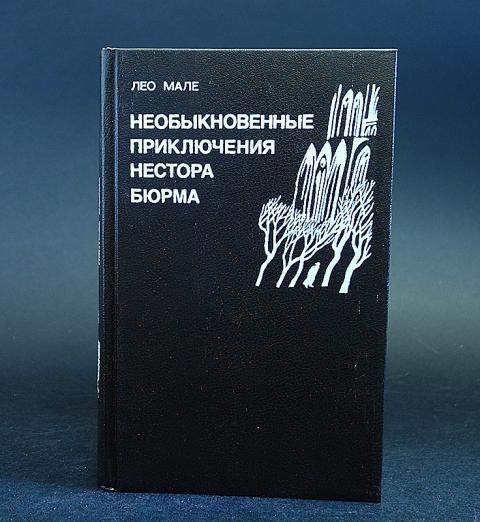 ЛЕО МАЛЕ
НЕОБЫКНОВЕННЫЕ
ПРИКЛЮЧЕНИЯ
НЕСТОРА
БЮРМА